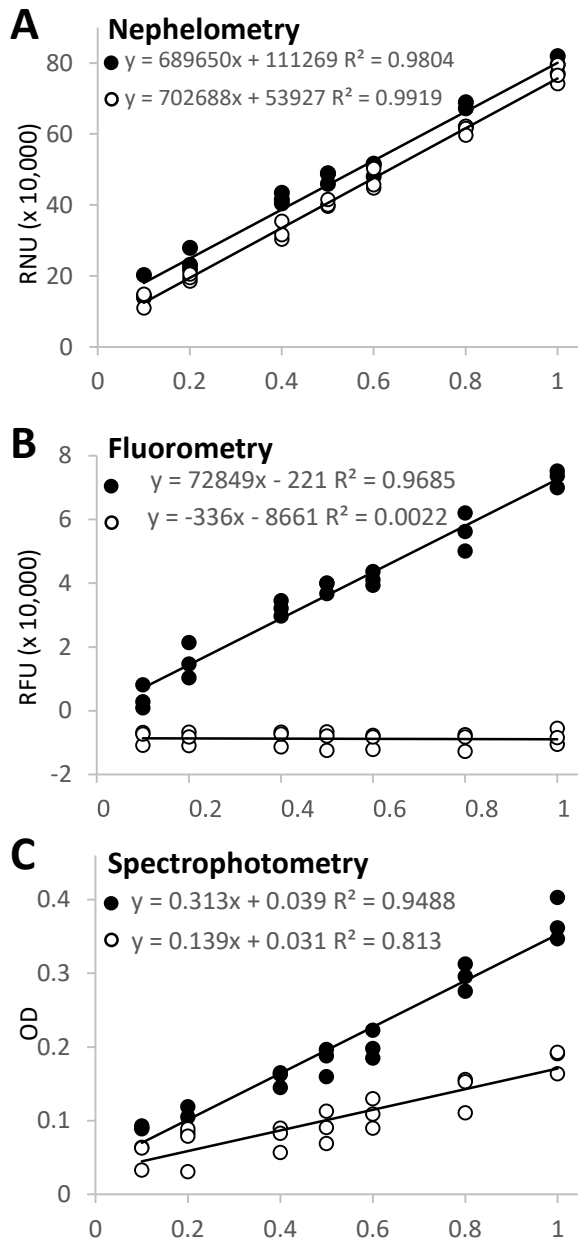 A
Nephelometry
y = 689650x + 111269 R² = 0.9804
y = 702688x + 53927 R² = 0.9919
RNU (x 10,000)
80
60
40
20
0
0 0.2 0.4 0.6 0.8 1
B
Fluorometry
y = 72849x - 221 R² = 0.9685
y = -336x - 8661 R² = 0.0022
RFU (x 10,000)
8
6
4
2
0
-2
0 0.2 0.4 0.6 0.8 1
C
Spectrophotometry
y = 0.313x + 0.039 R² = 0.9488
y = 0.139x + 0.031 R² = 0.813
OD
0.4
0.3
0.2
0.1
0
0 0.2 0.4 0.6 0.8 1